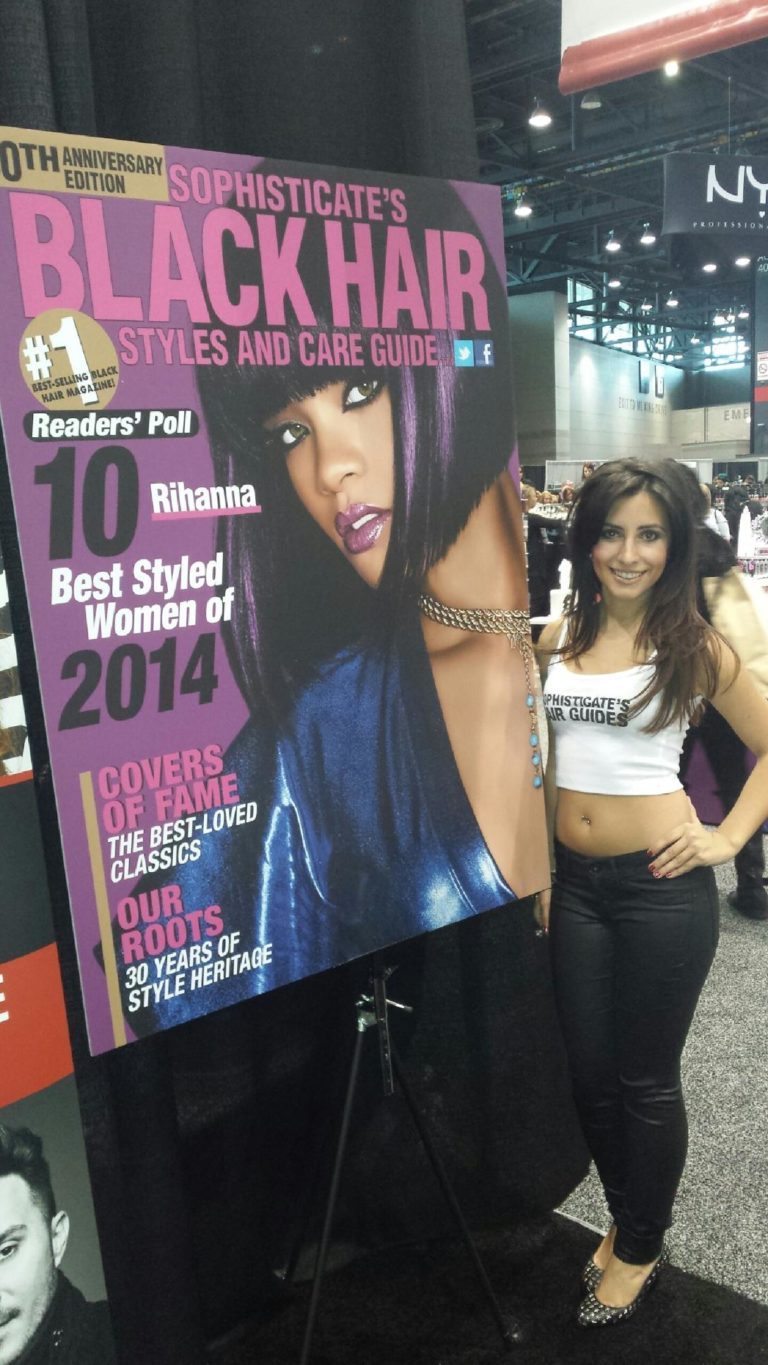 0TH ANNIVERSARY
EDITION
SOPHISTICATE'S
BLACK HAIR
STYLES AND CARE GUIDE
#1
BEST-SELLING BLACK
HAIR MAGAZINE!
Readers' Poll
10
Rihanna
Best Styled
Women of
2014
COVERS
OF FAME
THE BEST-LOVED
CLASSICS
OUR
ROOTS
30 YEARS OF
STYLE HERITAGE
PHISTICATE'S
AIR GUIDES
NY
PROFESSIONA